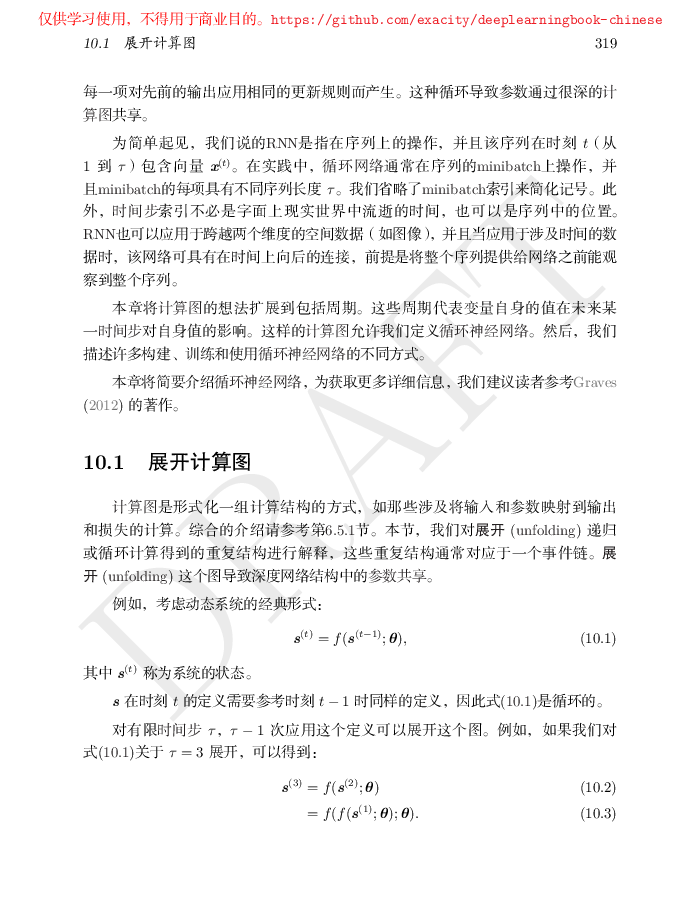 仅供学习使用，不得用于商业目的。https://github.com/exacity/deeplearningbook-chinese
10.1 展开计算图 319
每一项对先前的输出应用相同的更新规则而产生。这种循环导致参数通过很深的计
算图共享。
为简单起见，我们说的RNN是指在序列上的操作，并且该序列在时刻 t（从
1 到 τ）包含向量 x^(t)。在实践中，循环网络通常在序列的minibatch上操作，并
且minibatch的每项具有不同序列长度 τ。我们省略了minibatch索引来简化记号。此
外，时间步索引不必是字面上现实世界中流逝的时间，也可以是序列中的位置。
RNN也可以应用于跨越两个维度的空间数据（如图像），并且当应用于涉及时间的数
据时，该网络可具有在时间上向后的连接，前提是将整个序列提供给网络之前能观
察到整个序列。
本章将计算图的想法扩展到包括周期。这些周期代表变量自身的值在未来某
一时间步对自身值的影响。这样的计算图允许我们定义循环神经网络。然后，我们
描述许多构建、训练和使用循环神经网络的不同方式。
本章将简要介绍循环神经网络，为获取更多详细信息，我们建议读者参考Graves
(2012) 的著作。
10.1 展开计算图
计算图是形式化一组计算结构的方式，如那些涉及将输入和参数映射到输出
和损失的计算。综合的介绍请参考第6.5.1节。本节，我们对展开 (unfolding) 递归
或循环计算得到的重复结构进行解释，这些重复结构通常对应于一个事件链。展
开 (unfolding) 这个图导致深度网络结构中的参数共享。
例如，考虑动态系统的经典形式：
s^(t) = f(s^(t−1); θ), (10.1)
其中 s^(t) 称为系统的状态。
s 在时刻 t 的定义需要参考时刻 t − 1 时同样的定义，因此式(10.1)是循环的。
对有限时间步 τ，τ − 1 次应用这个定义可以展开这个图。例如，如果我们对
式(10.1)关于 τ = 3 展开，可以得到：
s^(3) = f(s^(2); θ) (10.2)
= f(f(s^(1); θ); θ). (10.3)
DRAFT